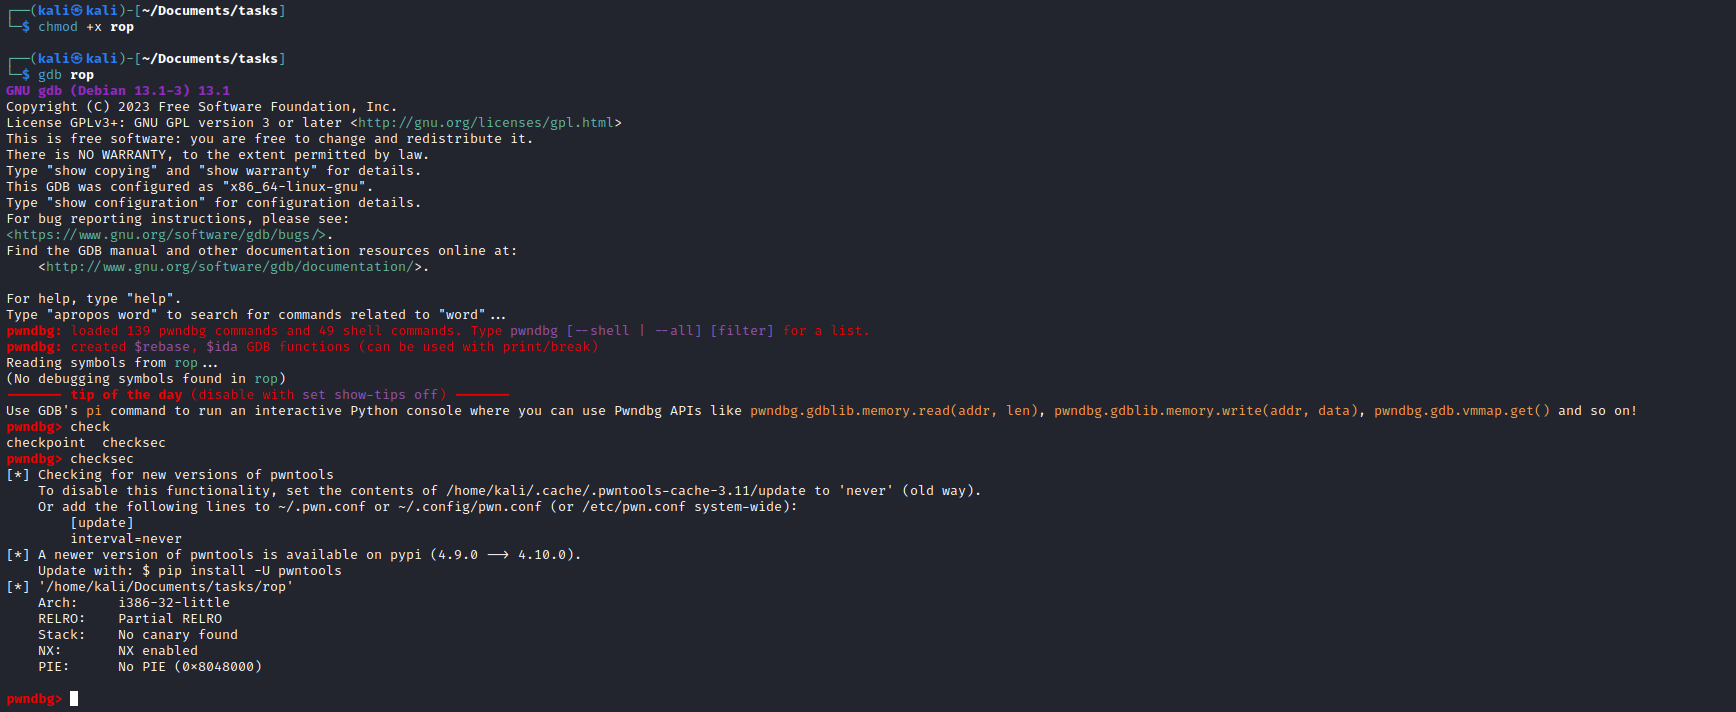 ┌──(kali㉿kali)-[~/Documents/tasks]
└─$ chmod +x rop
┌──(kali㉿kali)-[~/Documents/tasks]
└─$ gdb rop
GNU gdb (Debian 13.1-3) 13.1
Copyright (C) 2023 Free Software Foundation, Inc.
License GPLv3+: GNU GPL version 3 or later <http://gnu.org/licenses/gpl.html>
This is free software: you are free to change and redistribute it.
There is NO WARRANTY, to the extent permitted by law.
Type "show copying" and "show warranty" for details.
This GDB was configured as "x86_64-linux-gnu".
Type "show configuration" for configuration details.
For bug reporting instructions, please see:
<https://www.gnu.org/software/gdb/bugs/>.
Find the GDB manual and other documentation resources online at:
    <http://www.gnu.org/software/gdb/documentation/>.
For help, type "help".
Type "apropos word" to search for commands related to "word"...
pwndbg: loaded 139 pwndbg commands and 49 shell commands. Type pwndbg [--shell | --all] [filter] for a list.
pwndbg: created $rebase, $ida GDB functions (can be used with print/break)
Reading symbols from rop...
(No debugging symbols found in rop)
------- tip of the day (disable with set show-tips off) -------
Use GDB's pi command to run an interactive Python console where you can use Pwndbg APIs like pwndbg.gdblib.memory.read(addr, len), pwndbg.gdblib.memory.write(addr, data), pwndbg.gdb.vmmap.get() and so on!
pwndbg> check
checkpoint  checksec
pwndbg> checksec
[*] Checking for new versions of pwntools
    To disable this functionality, set the contents of /home/kali/.cache/.pwntools-cache-3.11/update to 'never' (old way).
    Or add the following lines to ~/.pwn.conf or ~/.config/pwn.conf (or /etc/pwn.conf system-wide):
        [update]
        interval=never
[*] A newer version of pwntools is available on pypi (4.9.0 --> 4.10.0).
    Update with: $ pip install -U pwntools
[*] '/home/kali/Documents/tasks/rop'
    Arch:     i386-32-little
    RELRO:    Partial RELRO
    Stack:    No canary found
    NX:       NX enabled
    PIE:      No PIE (0x8048000)
pwndbg>